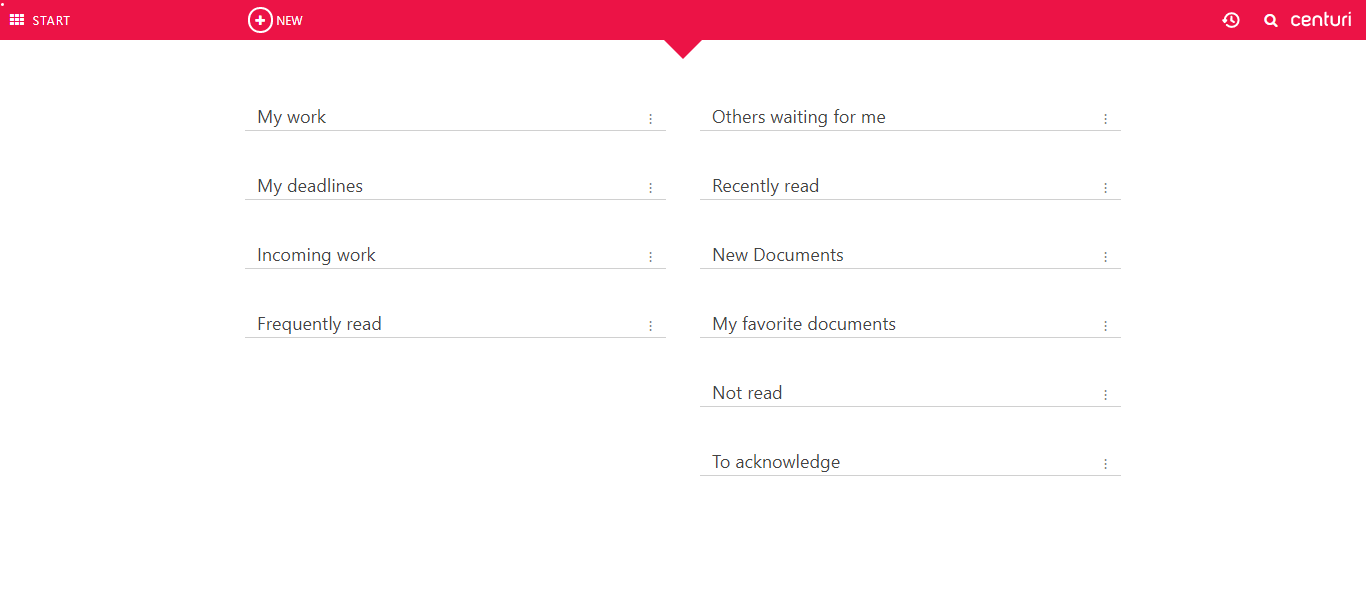 START
NEW
centuri
My work
My deadlines
Incoming work
Frequently read
Others waiting for me
Recently read
New Documents
My favorite documents
Not read
To acknowledge